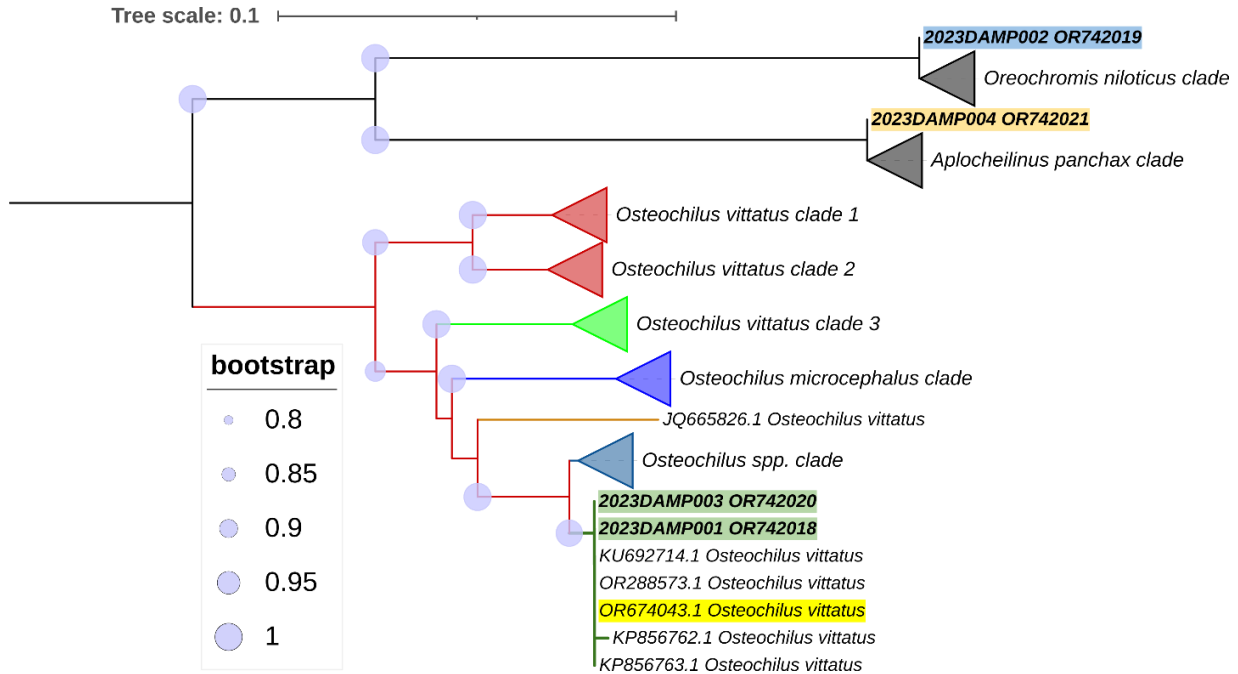 Tree scale: 0.1
2023DAMP002 OR742019
Oreochromis niloticus clade
2023DAMP004 OR742021
Aplocheilinus panchax clade
Osteochilus vittatus clade 1
Osteochilus vittatus clade 2
Osteochilus vittatus clade 3
Osteochilus microcephalus clade
JQ665826.1 Osteochilus vittatus
Osteochilus spp. clade
2023DAMP003 OR742020
2023DAMP001 OR742018
KU692714.1 Osteochilus vittatus
OR288573.1 Osteochilus vittatus
OR674043.1 Osteochilus vittatus
KP856762.1 Osteochilus vittatus
KP856763.1 Osteochilus vittatus
bootstrap
0.8
0.85
0.9
0.95
1